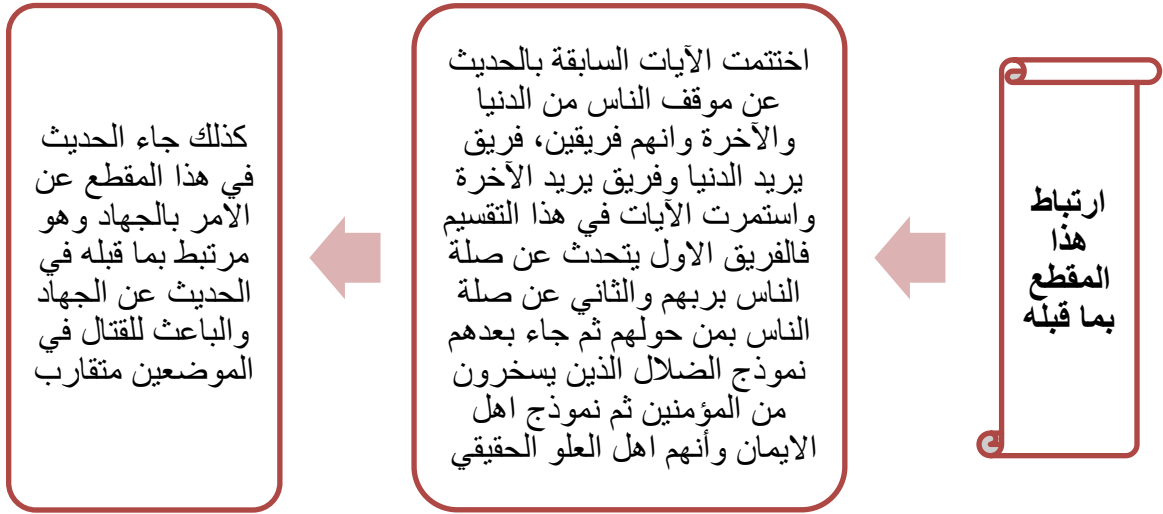 ارتباط
هذا
المقطع
بما قبله
اختتمت الآيات السابقة بالحديث
عن موقف الناس من الدنيا
والآخرة وانهم فريقين، فريق
يريد الدنيا وفريق يريد الآخرة
واستمرت الآيات في هذا التقسيم
فالفريق الاول يتحدث عن صلة
الناس بربهم والثاني عن صلة
الناس بمن حولهم ثم جاء بعدهم
نموذج الضلال الذين يسخرون
من المؤمنين ثم نموذج اهل
الايمان وأنهم اهل العلو الحقيقي
كذلك جاء الحديث
في هذا المقطع عن
الامر بالجهاد وهو
مرتبط بما قبله في
الحديث عن الجهاد
والباعث للقتال في
الموضعين متقارب